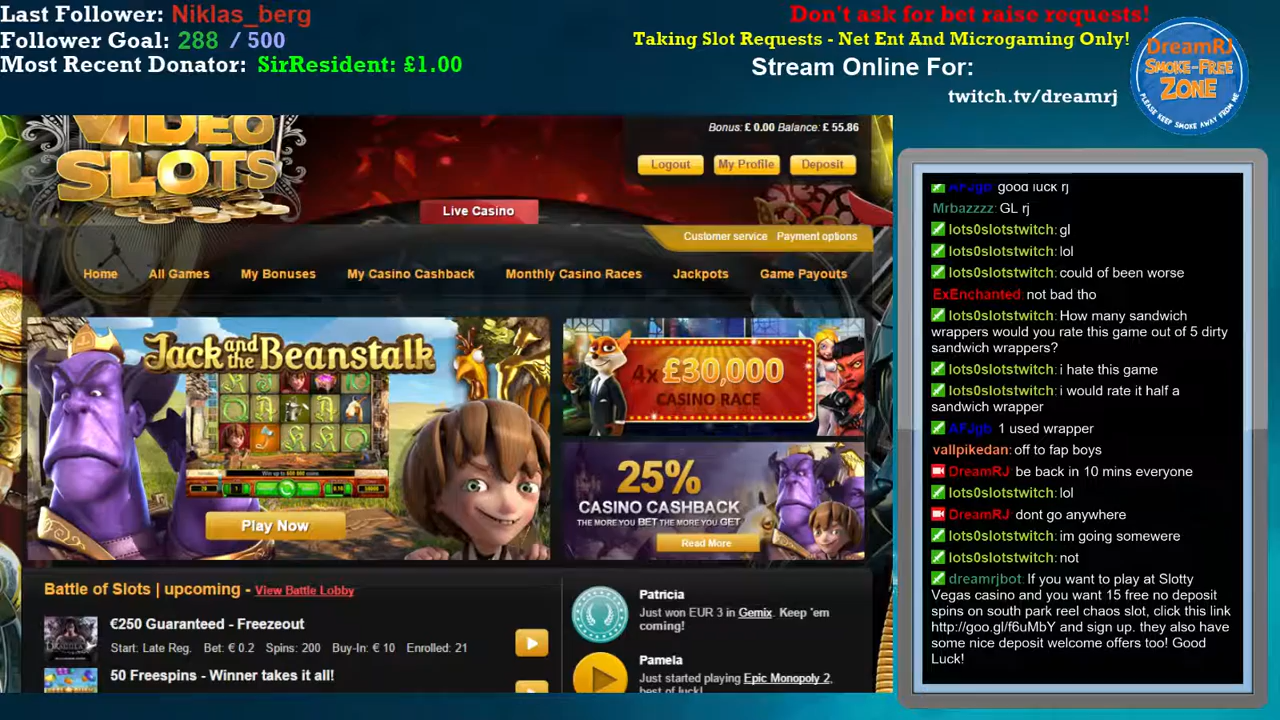 Last Follower: Niklas_berg
Follower Goal: 288 / 500
Most Recent Donator: SirResident: £1.00
Don't ask for bet raise requests!
Taking Slot Requests - Net Ent And Microgaming Only!
Stream Online For:
twitch.tv/dreamrj
DreamRJ
SMOKE-FREE
ZONE
PLEASE KEEP SMOKE AWAY FROM ME
VIDEO
SLOTS
Bonus: £ 0.00 Balance: £ 55.86
Logout
My Profile
Deposit
Live Casino
Customer service
Payment options
Home
All Games
My Bonuses
My Casino Cashback
Monthly Casino Races
Jackpots
Game Payouts
Jack and the Beanstalk
Play Now
4x £30,000
CASINO RACE
25%
CASINO CASHBACK
THE MORE YOU BET THE MORE YOU GET
Read More
Battle of Slots | upcoming - View Battle Lobby
€250 Guaranteed - Freezeout
Start: Late Reg. Bet: € 0.2 Spins: 200 Buy-In: € 10 Enrolled: 21
50 Freespins - Winner takes it all!
Patricia
Just won EUR 3 in Gemix. Keep 'em
coming!
Pamela
Just started playing Epic Monopoly 2,
best of luck!
AFJgb: good luck rj
Mrbazzzz: GL rj
lots0slotstwitch: gl
lots0slotstwitch: lol
lots0slotstwitch: could of been worse
ExEnchanted: not bad tho
lots0slotstwitch: How many sandwich
wrappers would you rate this game out of 5 dirty
sandwich wrappers?
lots0slotstwitch: i hate this game
lots0slotstwitch: i would rate it half a
sandwich wrapper
AFJgb: 1 used wrapper
vallpikedan: off to fap boys
DreamRJ: be back in 10 mins everyone
lots0slotstwitch: lol
DreamRJ: dont go anywhere
lots0slotstwitch: im going somewere
lots0slotstwitch: not
dreamrjbot: If you want to play at Slotty
Vegas casino and you want 15 free no deposit
spins on south park reel chaos slot, click this link
http://goo.gl/f6uMbY and sign up. they also have
some nice deposit welcome offers too! Good
Luck!